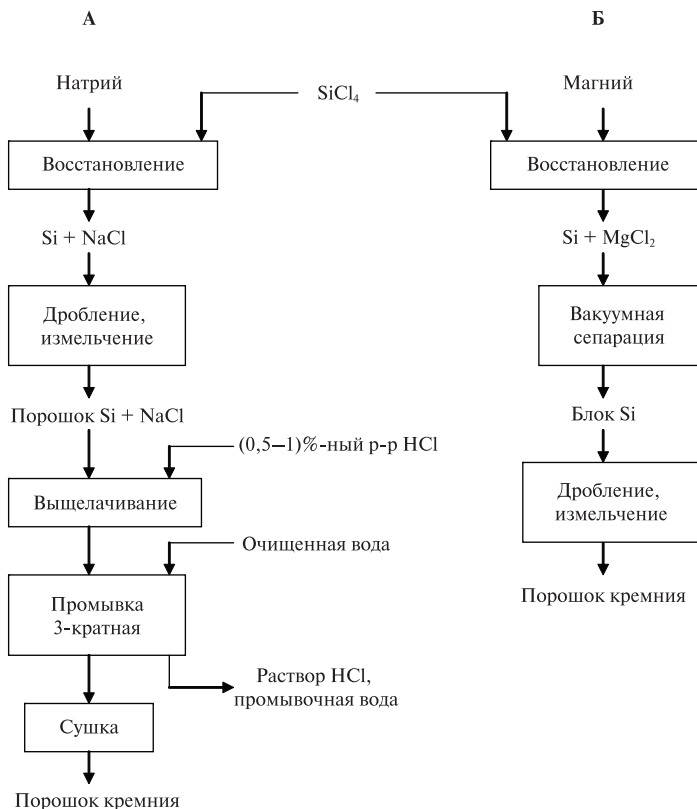 А
Б
Натрий
SiCl₄
Магний
Восстановление
Восстановление
Si + NaCl
Si + MgCl₂
Дробление,
измельчение
Вакуумная
сепарация
Порошок Si + NaCl
Блок Si
(0,5–1)%-ный р-р HCl
Выщелачивание
Дробление,
измельчение
Очищенная вода
Промывка
3-кратная
Порошок кремния
Раствор HCl,
промывочная вода
Сушка
Порошок кремния